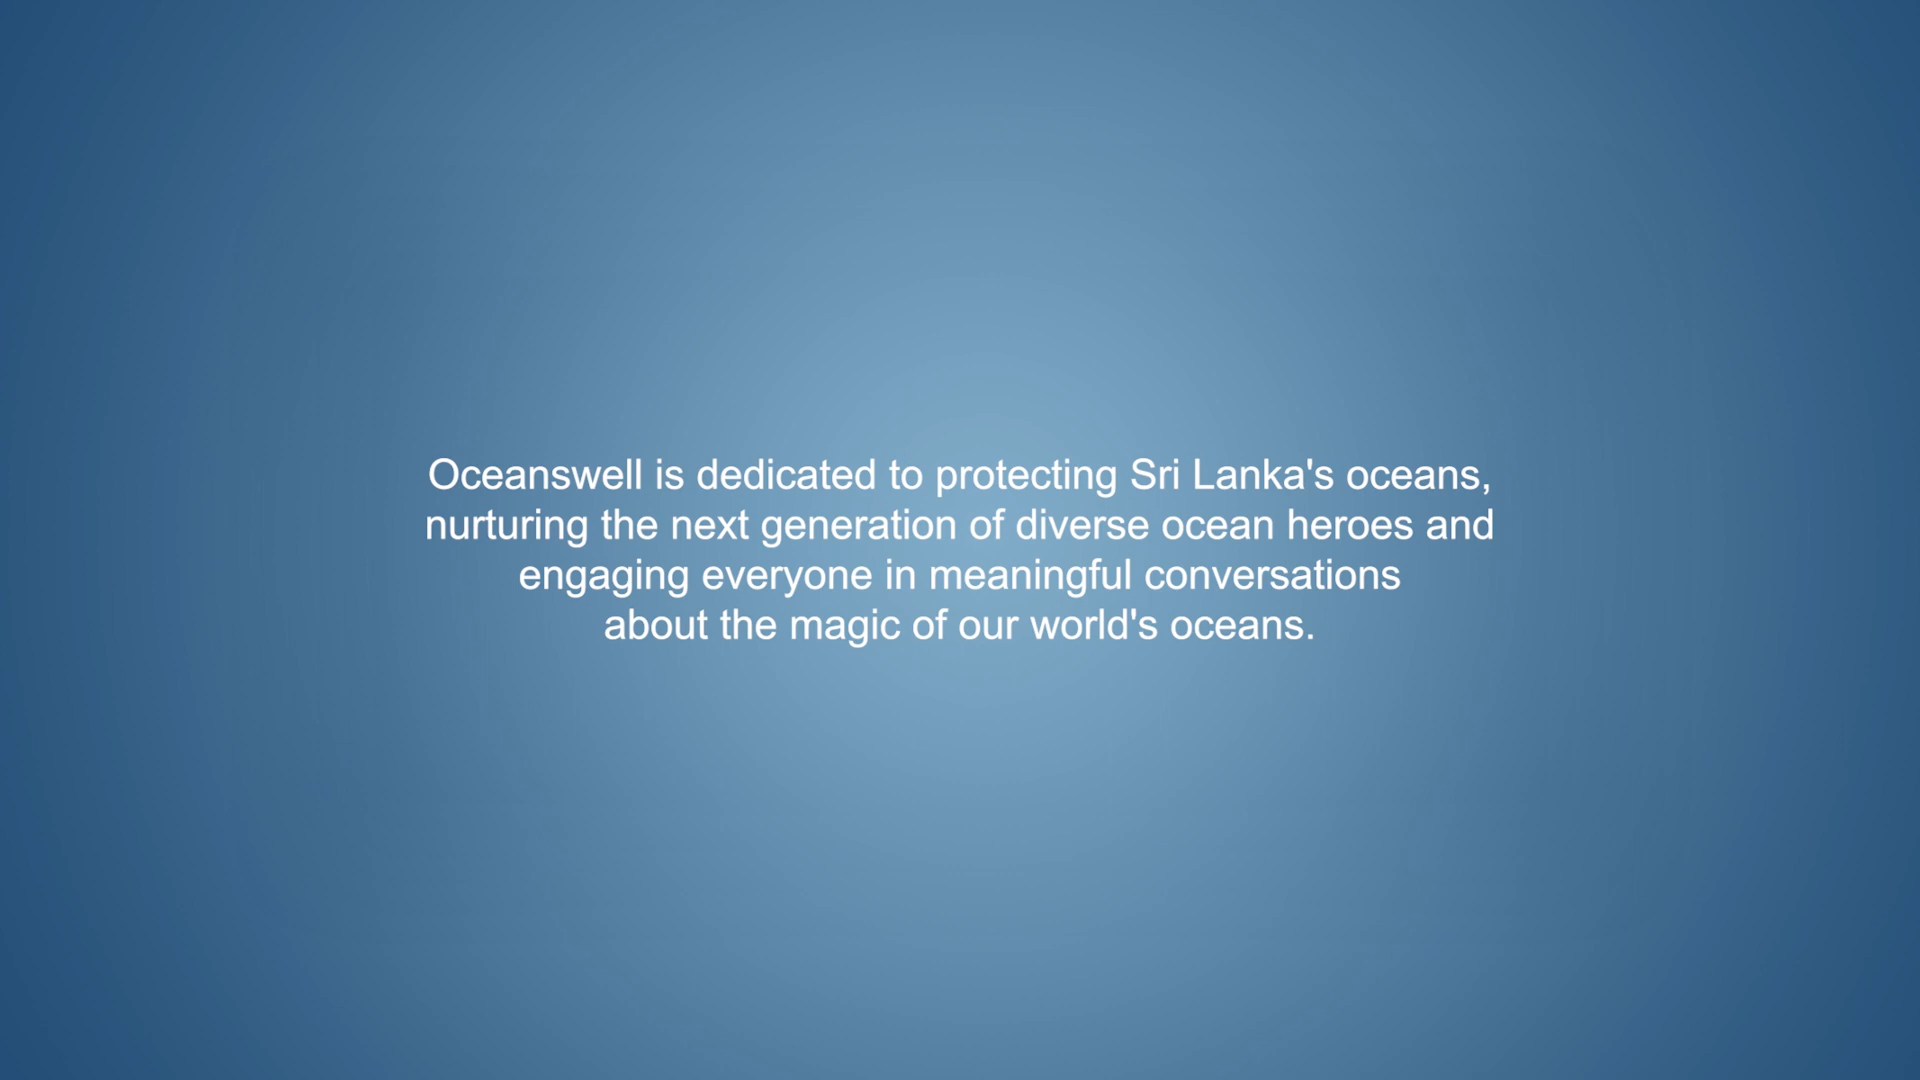 Oceanswell is dedicated to protecting Sri Lanka's oceans,
nurturing the next generation of diverse ocean heroes and
engaging everyone in meaningful conversations
about the magic of our world's oceans.